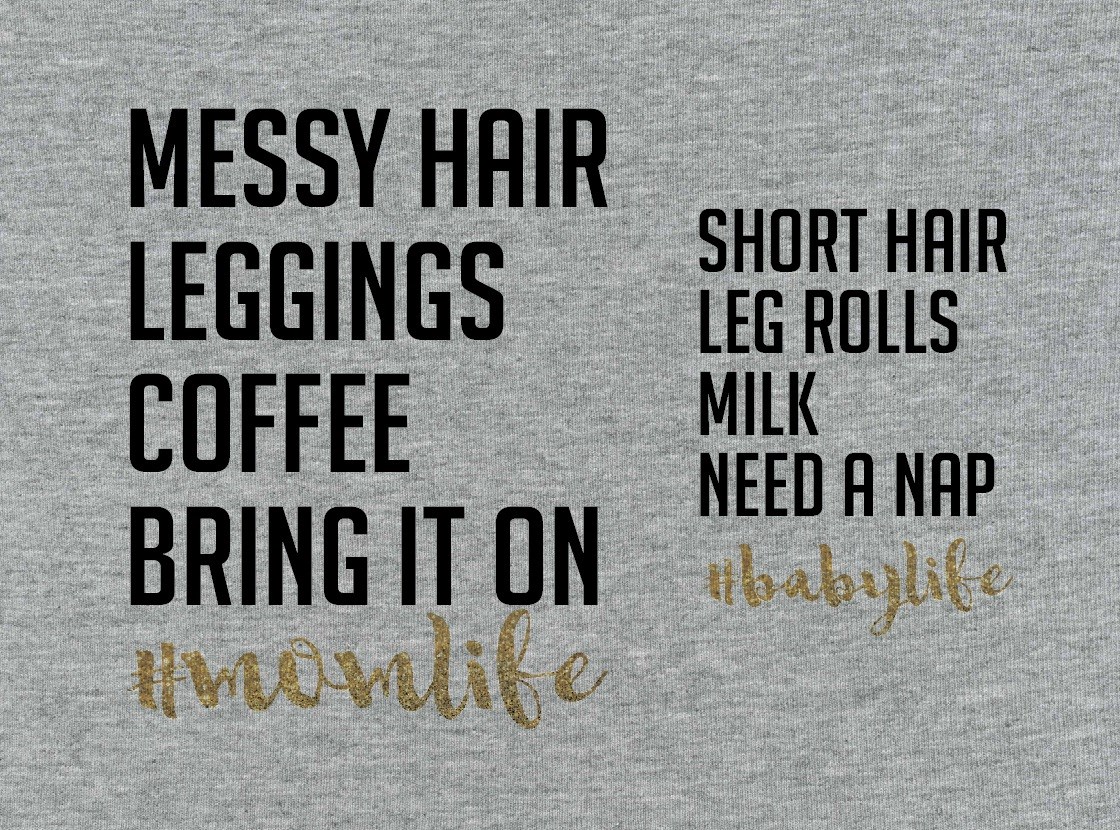 MESSY HAIR
LEGGINGS
COFFEE
BRING IT ON
#momlife
SHORT HAIR
LEG ROLLS
MILK
NEED A NAP
#babylife